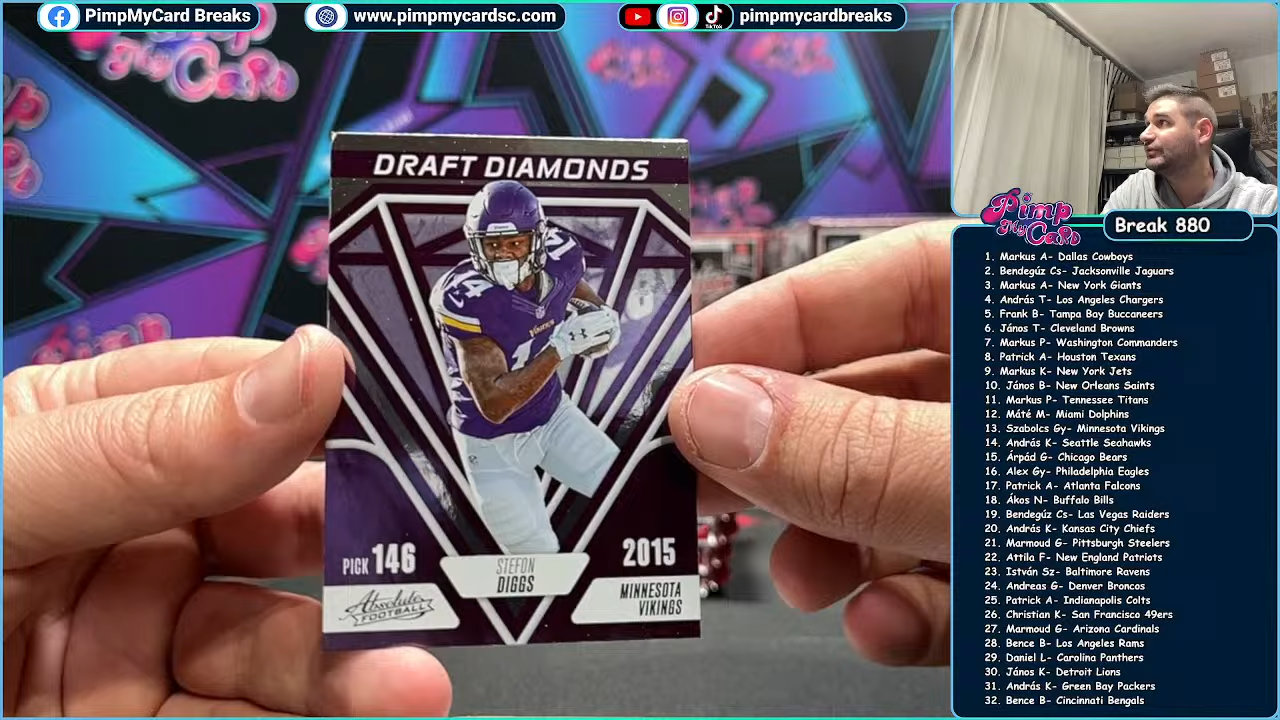 PimpMyCard Breaks
www.pimpmycardsc.com
TikTok
pimpmycardbreaks
DRAFT DIAMONDS
14
VIKINGS
PICK 146
2015
STEFON
DIGGS
MINNESOTA
VIKINGS
Absolute
FOOTBALL
Pimp
My Card
Break 880
1. Markus A- Dallas Cowboys
2. Bendegúz Cs- Jacksonville Jaguars
3. Markus A- New York Giants
4. András T- Los Angeles Chargers
5. Frank B- Tampa Bay Buccaneers
6. János T- Cleveland Browns
7. Markus P- Washington Commanders
8. Patrick A- Houston Texans
9. Markus K- New York Jets
10. János B- New Orleans Saints
11. Markus P- Tennessee Titans
12. Máté M- Miami Dolphins
13. Szabolcs Gy- Minnesota Vikings
14. András K- Seattle Seahawks
15. Árpád G- Chicago Bears
16. Alex Gy- Philadelphia Eagles
17. Patrick A- Atlanta Falcons
18. Ákos N- Buffalo Bills
19. Bendegúz Cs- Las Vegas Raiders
20. András K- Kansas City Chiefs
21. Marmoud G- Pittsburgh Steelers
22. Attila F- New England Patriots
23. István Sz- Baltimore Ravens
24. Andreas G- Denver Broncos
25. Patrick A- Indianapolis Colts
26. Christian K- San Francisco 49ers
27. Marmoud G- Arizona Cardinals
28. Bence B- Los Angeles Rams
29. Daniel L- Carolina Panthers
30. János K- Detroit Lions
31. András K- Green Bay Packers
32. Bence B- Cincinnati Bengals